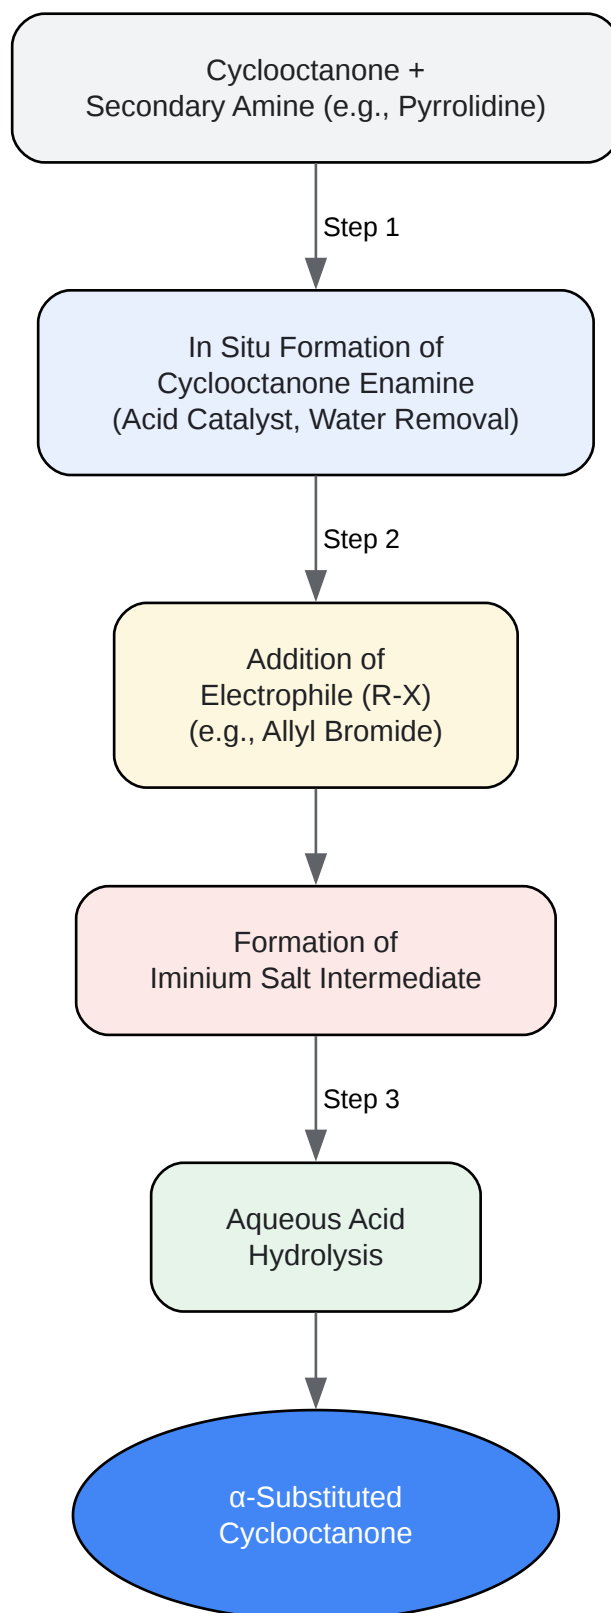 Cyclooctanone +
Secondary Amine (e.g., Pyrrolidine)
Step 1
In Situ Formation of
Cyclooctanone Enamine
(Acid Catalyst, Water Removal)
Step 2
Addition of
Electrophile (R-X)
(e.g., Allyl Bromide)
Formation of
Iminium Salt Intermediate
Step 3
Aqueous Acid
Hydrolysis
α-Substituted
Cyclooctanone